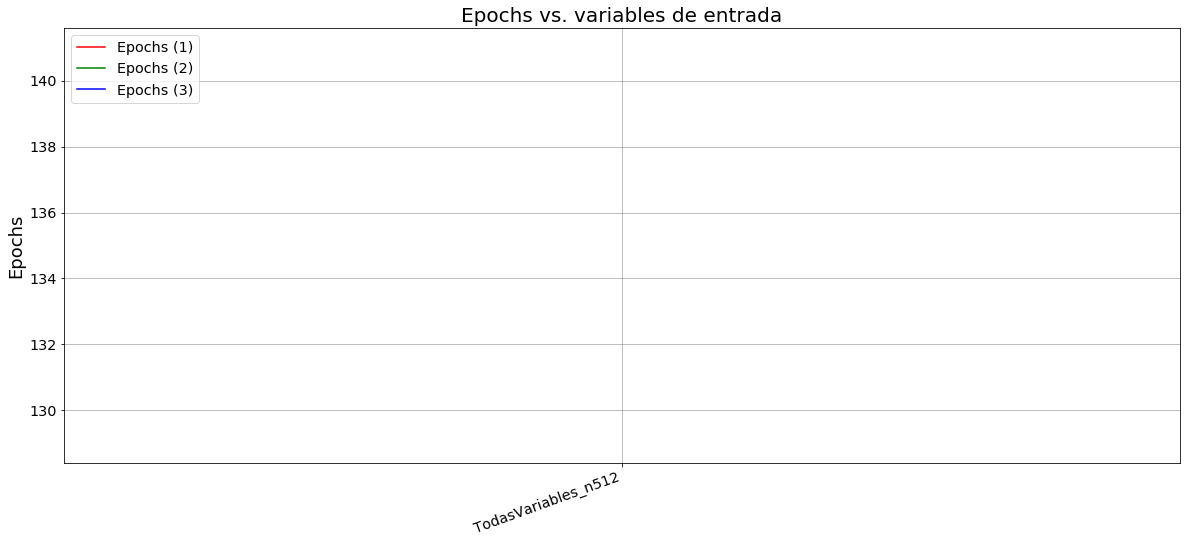 Epochs vs. variables de entrada
Epochs (1)
Epochs (2)
Epochs (3)
Epochs
140
138
136
134
132
130
TodasVariables_n512